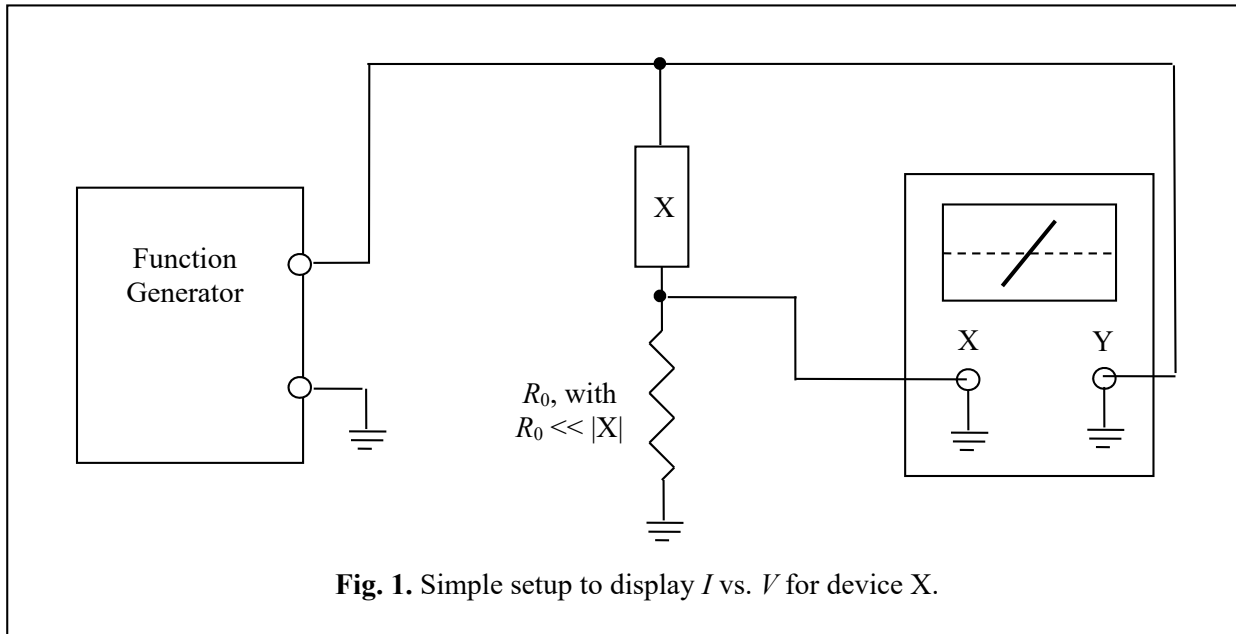 Function
Generator
X
X
Y
R₀, with
R₀ << |X|
Fig. 1. Simple setup to display I vs. V for device X.